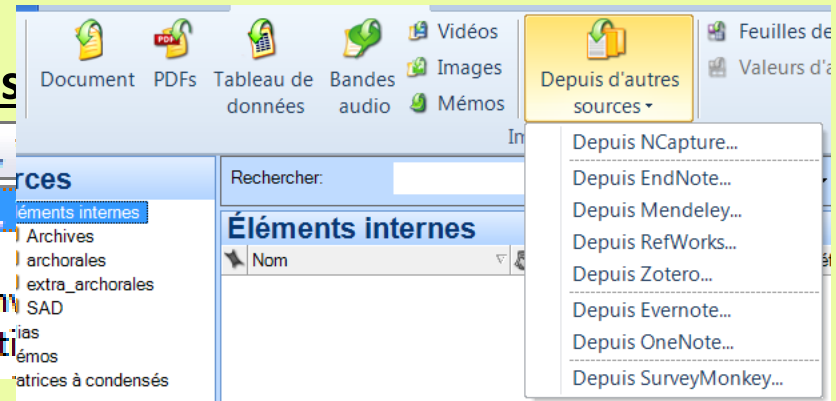 Document PDFs Tableau de données Bandes audio
Vidéos
Images
Mémos
Depuis d'autres sources
Feuilles de
Valeurs d'a
rces
éments internes
Archives
archorales
extra_archorales
SAD
ias
émos
atrices à condensés
Rechercher:
Éléments internes
Nom
Depuis NCapture...
Depuis EndNote...
Depuis Mendeley...
Depuis RefWorks...
Depuis Zotero...
Depuis Evernote...
Depuis OneNote...
Depuis SurveyMonkey...